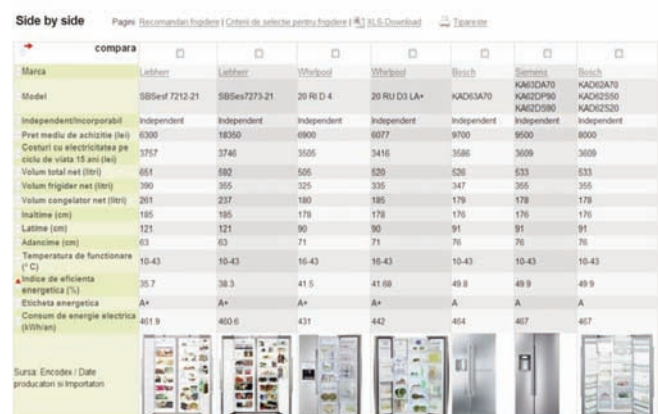 Side by side Pagini: Recomandari frigidere | Criterii de selectie pentru frigidere | XLS-Download Tipareste
compara
Marca Liebherr Liebherr Whirlpool Whirlpool Bosch Siemens Bosch
Model SBSesf 7212-21 SBSes7273-21 20 RI D 4 20 RU D3 LA+ KAD63A70 KA63DA70 KA62DP90 KA62DS90 KAD62A70 KAD62S50 KAD62S20
Independent/Incorporabil Independent Independent Independent Independent Independent Independent Independent
Pret mediu de achizitie (lei) 6300 18350 6900 6077 9700 9500 8000
Costuri cu electricitatea pe
ciclu de viata 15 ani (lei) 3757 3746 3505 3416 3586 3609 3609
Volum total net (litri) 651 592 505 520 526 533 533
Volum frigider net (litri) 390 355 325 335 347 355 355
Volum congelator net (litri) 261 237 180 185 179 178 178
Inaltime (cm) 185 185 178 178 176 176 176
Latime (cm) 121 121 90 90 91 91 91
Adancime (cm) 63 63 71 71 76 76 76
Temperatura de functionare
(° C) 10-43 10-43 16-43 16-43 10-43 10-43 10-43
Indice de eficienta
energetica (%) 35.7 38.3 41.5 41.68 49.8 49.9 49.9
Eticheta energetica A+ A+ A+ A+ A A A
Consum de energie electrica
(kWh/an) 461.9 460.6 431 442 464 467 467
Sursa: Encodex / Date
producatori si Importatori